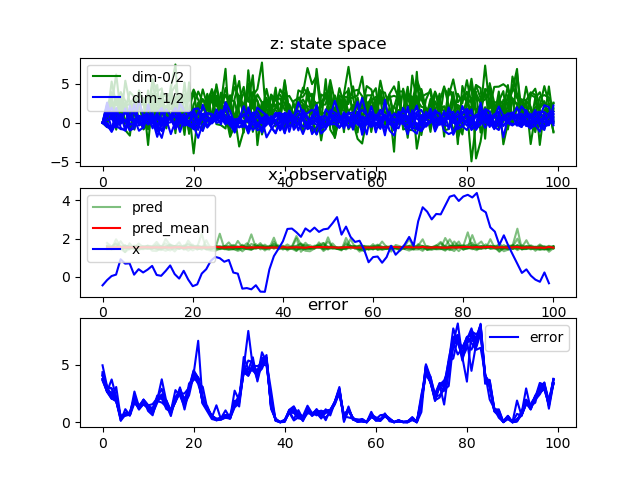 z: state space
5
0
−5
dim-0/2
dim-1/2
0 20 40 60 80 100
x: observation
4
2
0
pred
pred_mean
x
0 20 40 60 80 100
error
5
0
error
0 20 40 60 80 100